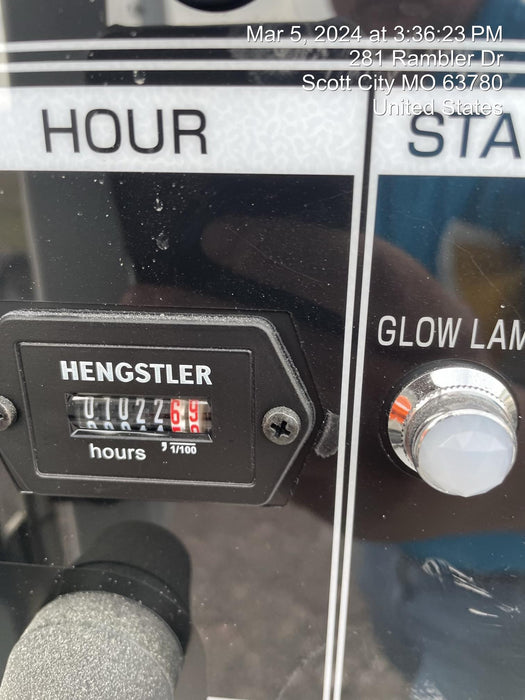 Mar 5, 2024 at 3:36:23 PM
281 Rambler Dr
Scott City MO 63780
United States
HOUR
STA
GLOW LAM
HENGSTLER
0102269
hours , 1/100